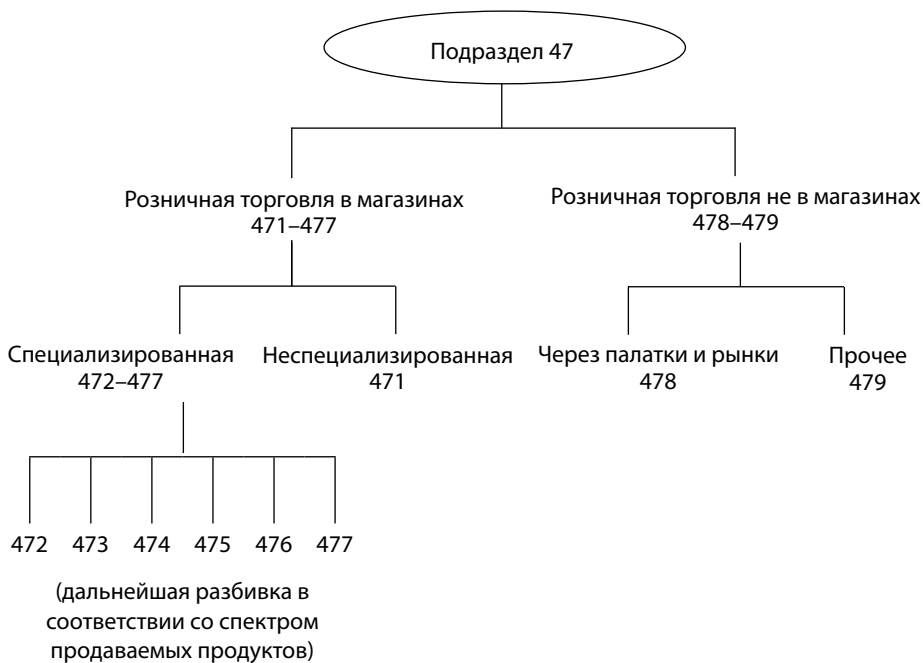 Подраздел 47
Розничная торговля в магазинах
471–477
Розничная торговля не в магазинах
478–479
Специализированная
472–477
Неспециализированная
471
Через палатки и рынки
478
Прочее
479
472 473 474 475 476 477
(дальнейшая разбивка в
соответствии со спектром
продаваемых продуктов)